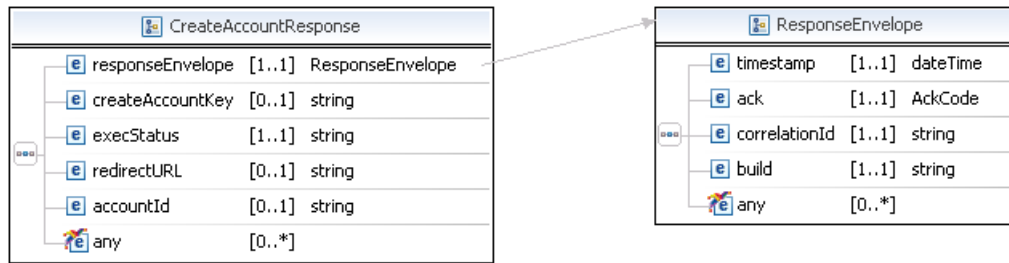 CreateAccountResponse
e responseEnvelope [1..1] ResponseEnvelope
e createAccountKey [0..1] string
e execStatus [1..1] string
e redirectURL [0..1] string
e accountId [0..1] string
e any [0..*]
ResponseEnvelope
e timestamp [1..1] dateTime
e ack [1..1] AckCode
e correlationId [1..1] string
e build [1..1] string
e any [0..*]